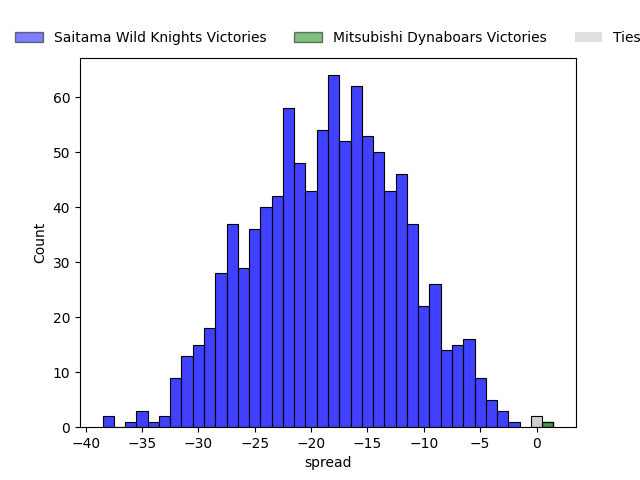 Saitama Wild Knights Victories Mitsubishi Dynaboars Victories Ties
60
50
40
30
20
10
0
Count
−40 −35 −30 −25 −20 −15 −10 −5 0
spread